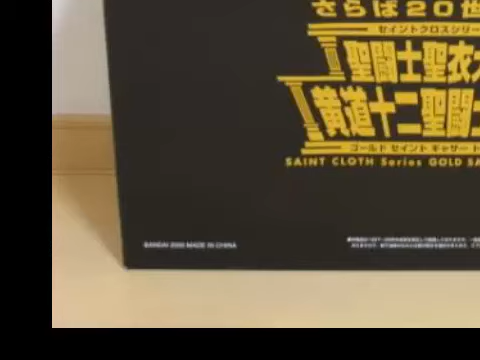 さらば20世
セイントクロスシリー
聖闘士聖衣大
黄道十二聖闘士
ゴールド セイント ギャザー ト
SAINT CLOTH Series GOLD SA
BANDAI 2000 MADE IN CHINA